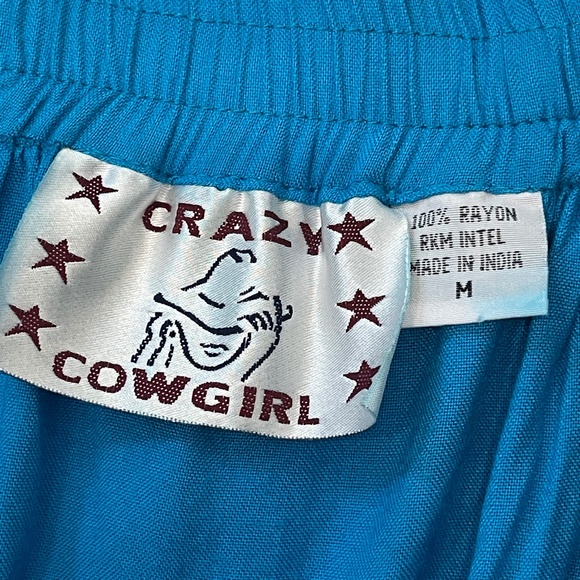 CRAZY
COWGIRL
100% RAYON
RKM INTEL
MADE IN INDIA
M